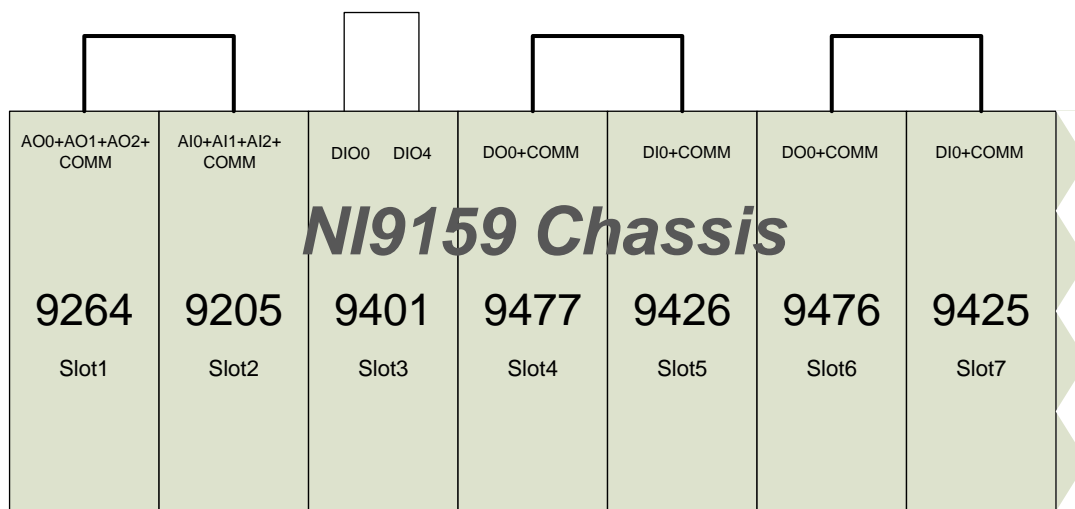 AO0+AO1+AO2+
COMM
AI0+AI1+AI2+
COMM
DIO0 DIO4
DO0+COMM
DI0+COMM
DO0+COMM
DI0+COMM
NI9159 Chassis
9264
9205
9401
9477
9426
9476
9425
Slot1
Slot2
Slot3
Slot4
Slot5
Slot6
Slot7